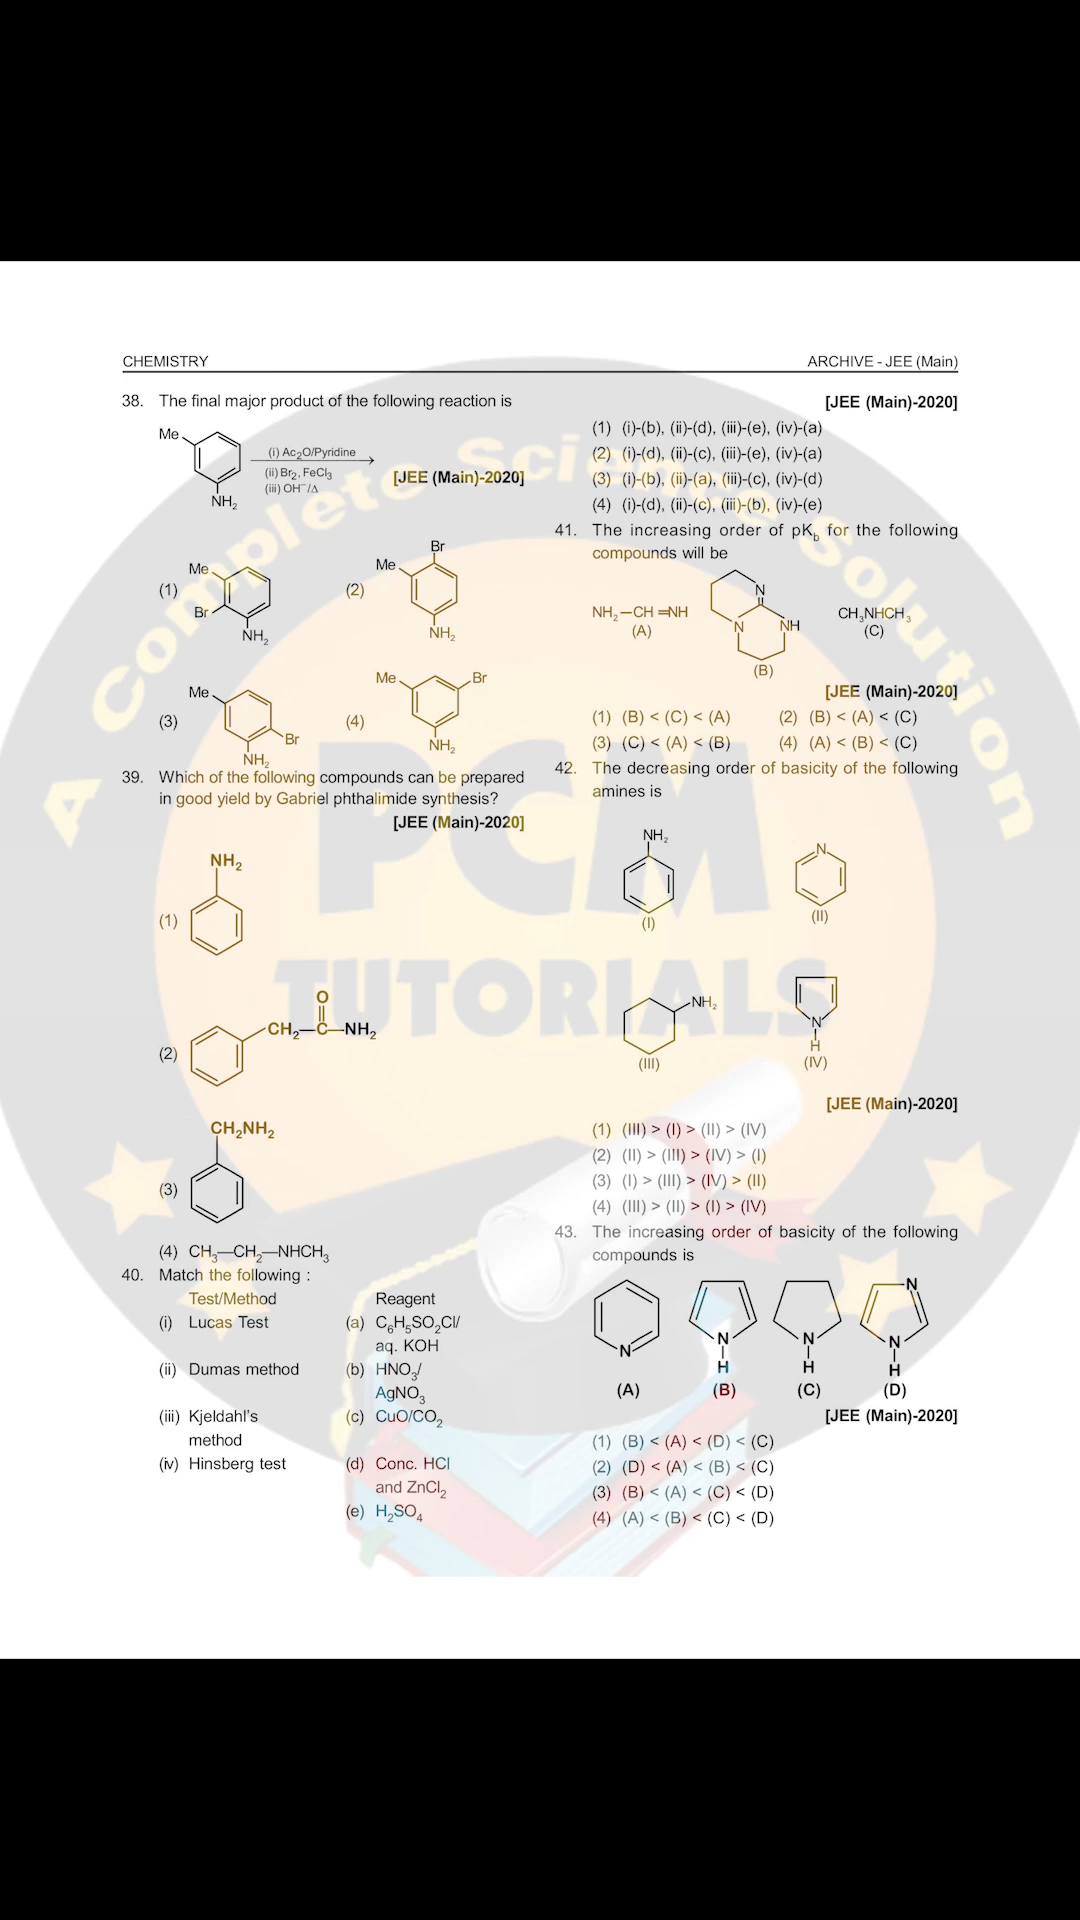 CHEMISTRY
ARCHIVE - JEE (Main)
38. The final major product of the following reaction is
Me
NH₂
(i) Ac₂O/Pyridine
(ii) Br₂, FeCl₃
(iii) OH⁻/Δ
[JEE (Main)-2020]
(1)
Me
Br
NH₂
(2)
Br
Me
NH₂
(3)
Me
Br
NH₂
(4)
Me
Br
NH₂
39. Which of the following compounds can be prepared
in good yield by Gabriel phthalimide synthesis?
[JEE (Main)-2020]
NH₂
(1)
O
CH₂—C—NH₂
(2)
CH₂NH₂
(3)
(4) CH₃—CH₂—NHCH₃
40. Match the following :
Test/Method
Reagent
(i) Lucas Test
(a) C₆H₅SO₂Cl/
aq. KOH
(ii) Dumas method
(b) HNO₃/
AgNO₃
(iii) Kjeldahl's
method
(c) CuO/CO₂
(iv) Hinsberg test
(d) Conc. HCl
and ZnCl₂
(e) H₂SO₄
[JEE (Main)-2020]
(1) (i)-(b), (ii)-(d), (iii)-(e), (iv)-(a)
(2) (i)-(d), (ii)-(c), (iii)-(e), (iv)-(a)
(3) (i)-(b), (ii)-(a), (iii)-(c), (iv)-(d)
(4) (i)-(d), (ii)-(c), (iii)-(b), (iv)-(e)
41. The increasing order of pK_b for the following
compounds will be
NH₂—CH=NH
(A)
N
N
NH
(B)
CH₃NHCH₃
(C)
[JEE (Main)-2020]
(1) (B) < (C) < (A)
(2) (B) < (A) < (C)
(3) (C) < (A) < (B)
(4) (A) < (B) < (C)
42. The decreasing order of basicity of the following
amines is
NH₂
(I)
N
(II)
NH₂
(III)
N
H
(IV)
[JEE (Main)-2020]
(1) (III) > (I) > (II) > (IV)
(2) (II) > (III) > (IV) > (I)
(3) (I) > (III) > (IV) > (II)
(4) (III) > (II) > (I) > (IV)
43. The increasing order of basicity of the following
compounds is
N
(A)
N
H
(B)
N
H
(C)
N
N
H
(D)
[JEE (Main)-2020]
(1) (B) < (A) < (D) < (C)
(2) (D) < (A) < (B) < (C)
(3) (B) < (A) < (C) < (D)
(4) (A) < (B) < (C) < (D)
A Complete Science Solution
PCM
TUTORIALS